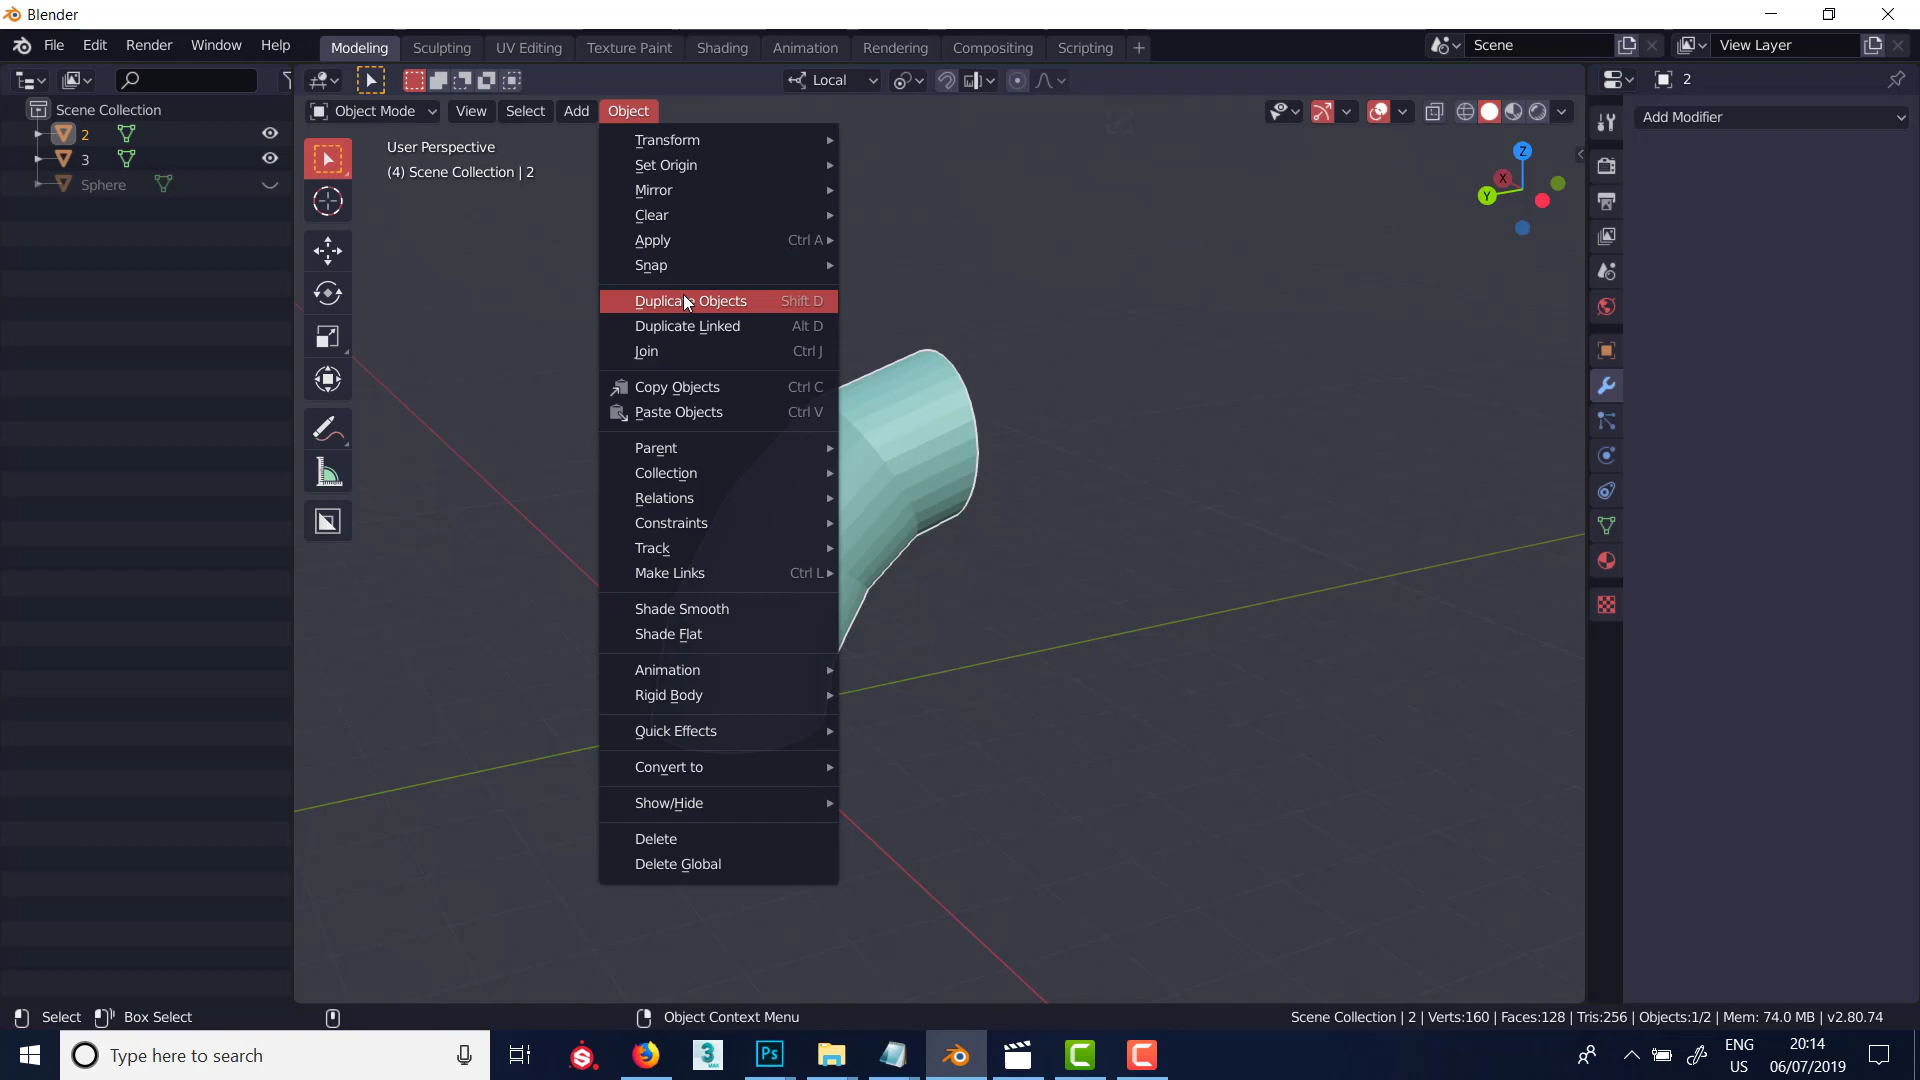 Blender
File Edit Render Window Help Modeling Sculpting UV Editing Texture Paint Shading Animation Rendering Compositing Scripting + Scene View Layer
Local 2
Scene Collection
2
3
Sphere
Object Mode View Select Add Object
Add Modifier
User Perspective
(4) Scene Collection | 2
Transform
Set Origin
Mirror
Clear
Apply Ctrl A
Snap
Duplicate Objects Shift D
Duplicate Linked Alt D
Join Ctrl J
Copy Objects Ctrl C
Paste Objects Ctrl V
Parent
Collection
Relations
Constraints
Track
Make Links Ctrl L
Shade Smooth
Shade Flat
Animation
Rigid Body
Quick Effects
Convert to
Show/Hide
Delete
Delete Global
Z
X
Y
Select Box Select Object Context Menu Scene Collection | 2 | Verts:160 | Faces:128 | Tris:256 | Objects:1/2 | Mem: 74.0 MB | v2.80.74
Type here to search
S
3
MAX
Ps
C
C
ENG
US
20:14
06/07/2019